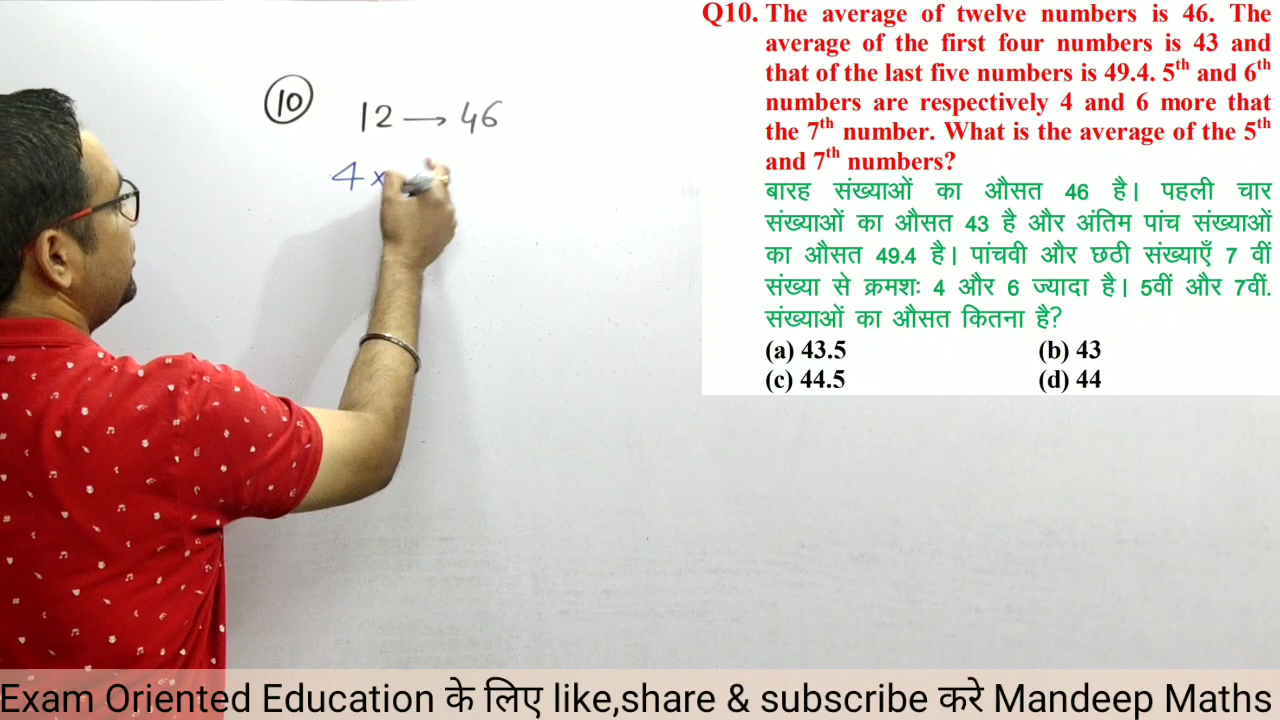 Q10. The average of twelve numbers is 46. The
average of the first four numbers is 43 and
that of the last five numbers is 49.4. 5th and 6th
numbers are respectively 4 and 6 more that
the 7th number. What is the average of the 5th
and 7th numbers?
बारह संख्याओं का औसत 46 है। पहली चार
संख्याओं का औसत 43 है और अंतिम पांच संख्याओं
का औसत 49.4 है। पांचवी और छठी संख्याएँ 7 वीं
संख्या से क्रमशः 4 और 6 ज्यादा है। 5वीं और 7वीं.
संख्याओं का औसत कितना है?
(a) 43.5 (b) 43
(c) 44.5 (d) 44
10 12 → 46
4 ×
Exam Oriented Education के लिए like,share & subscribe करे Mandeep Maths